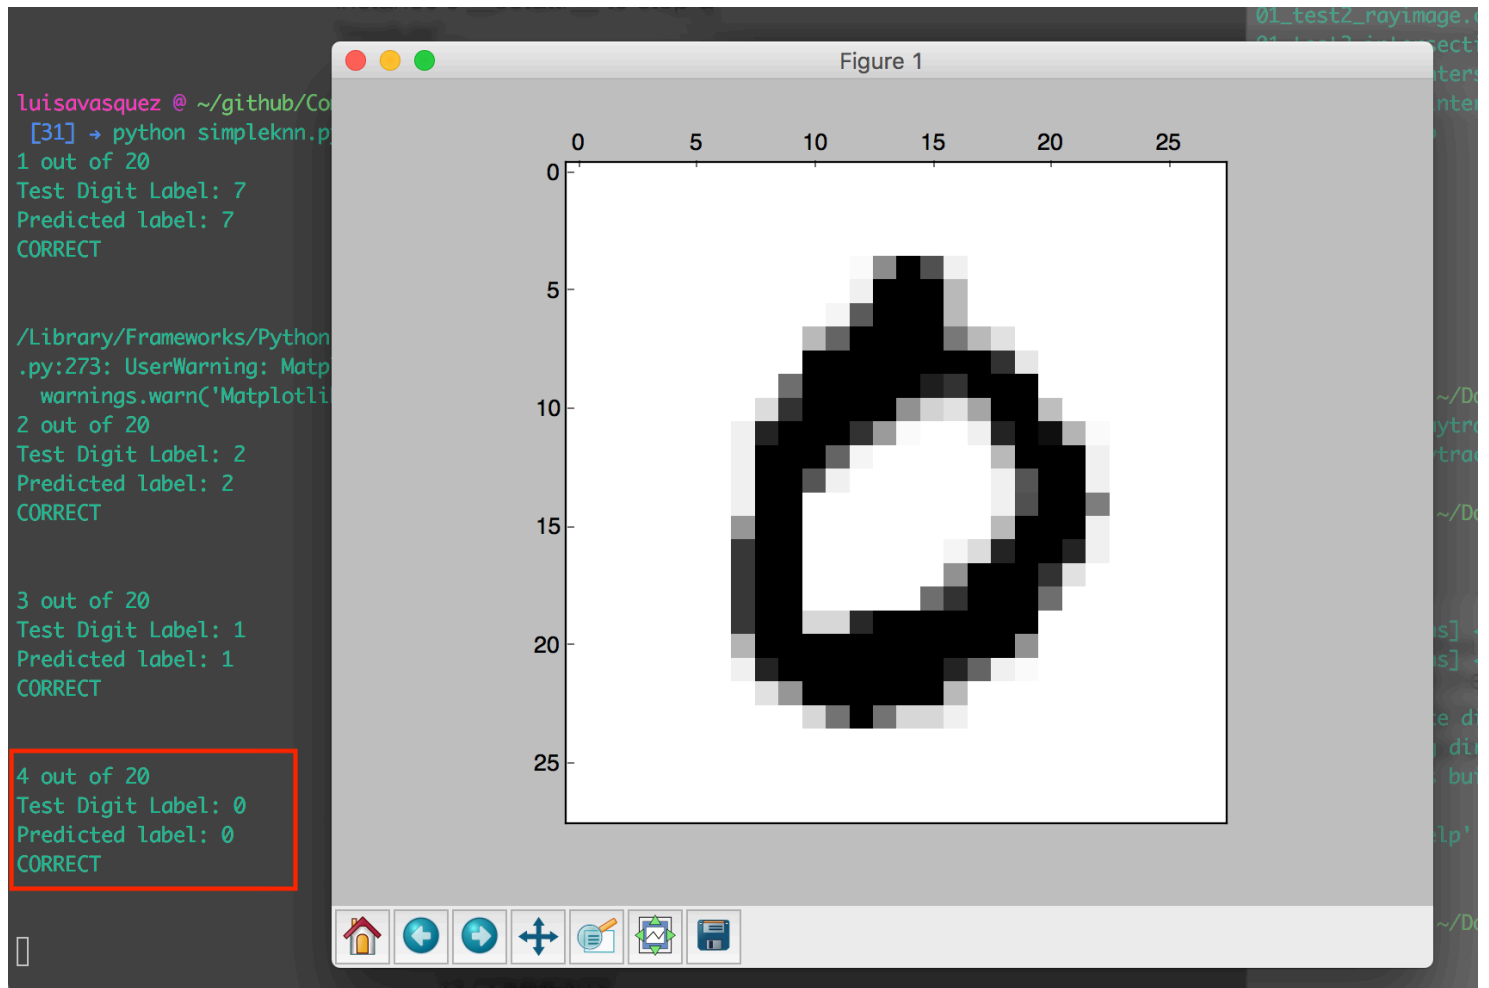 01_test2_rayimage.
Figure 1
luisavasquez @ ~/github/Co
[31] → python simpleknn.p
1 out of 20
Test Digit Label: 7
Predicted label: 7
CORRECT
/Library/Frameworks/Python
.py:273: UserWarning: Matp
warnings.warn('Matplotli
2 out of 20
Test Digit Label: 2
Predicted label: 2
CORRECT
3 out of 20
Test Digit Label: 1
Predicted label: 1
CORRECT
4 out of 20
Test Digit Label: 0
Predicted label: 0
CORRECT
0 5 10 15 20 25
0
5
10
15
20
25
~/Do
~/Do
~/Do